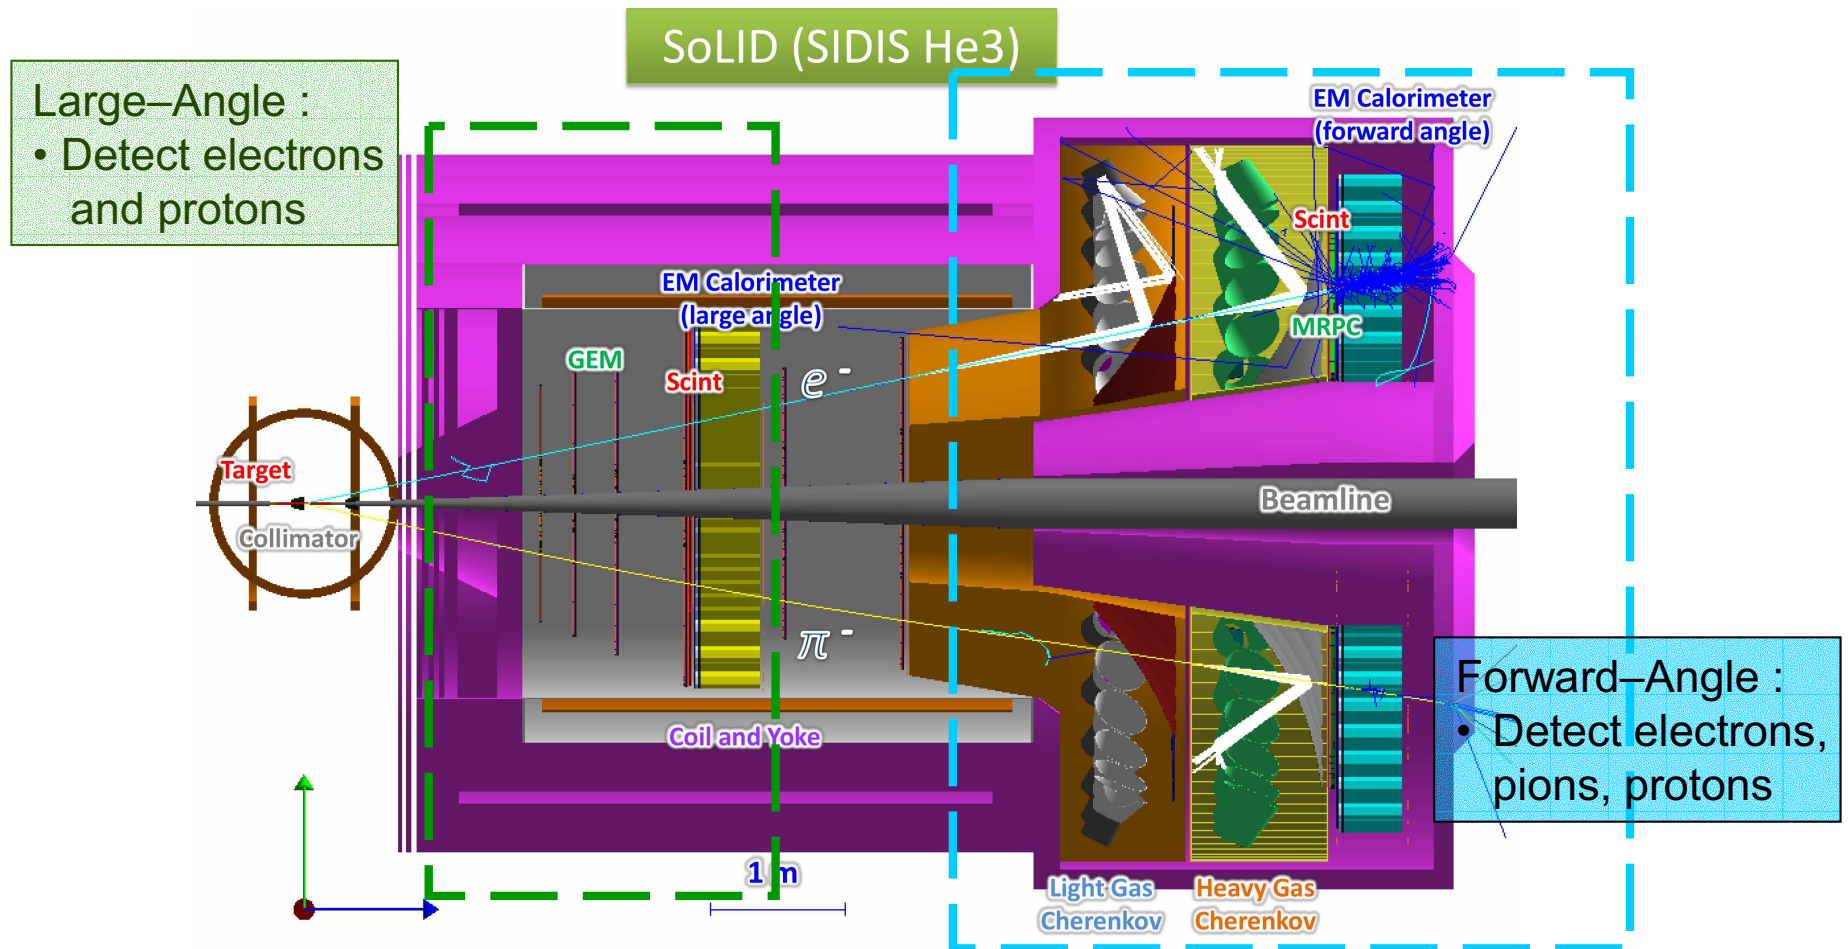 SoLID (SIDIS He3)
Large–Angle :
• Detect electrons
and protons
EM Calorimeter
(forward angle)
Scint
EM Calorimeter
(large angle)
MRPC
GEM
Scint
e -
Target
Beamline
Collimator
π -
Forward–Angle :
• Detect electrons,
pions, protons
Coil and Yoke
1 m
Light Gas
Cherenkov
Heavy Gas
Cherenkov